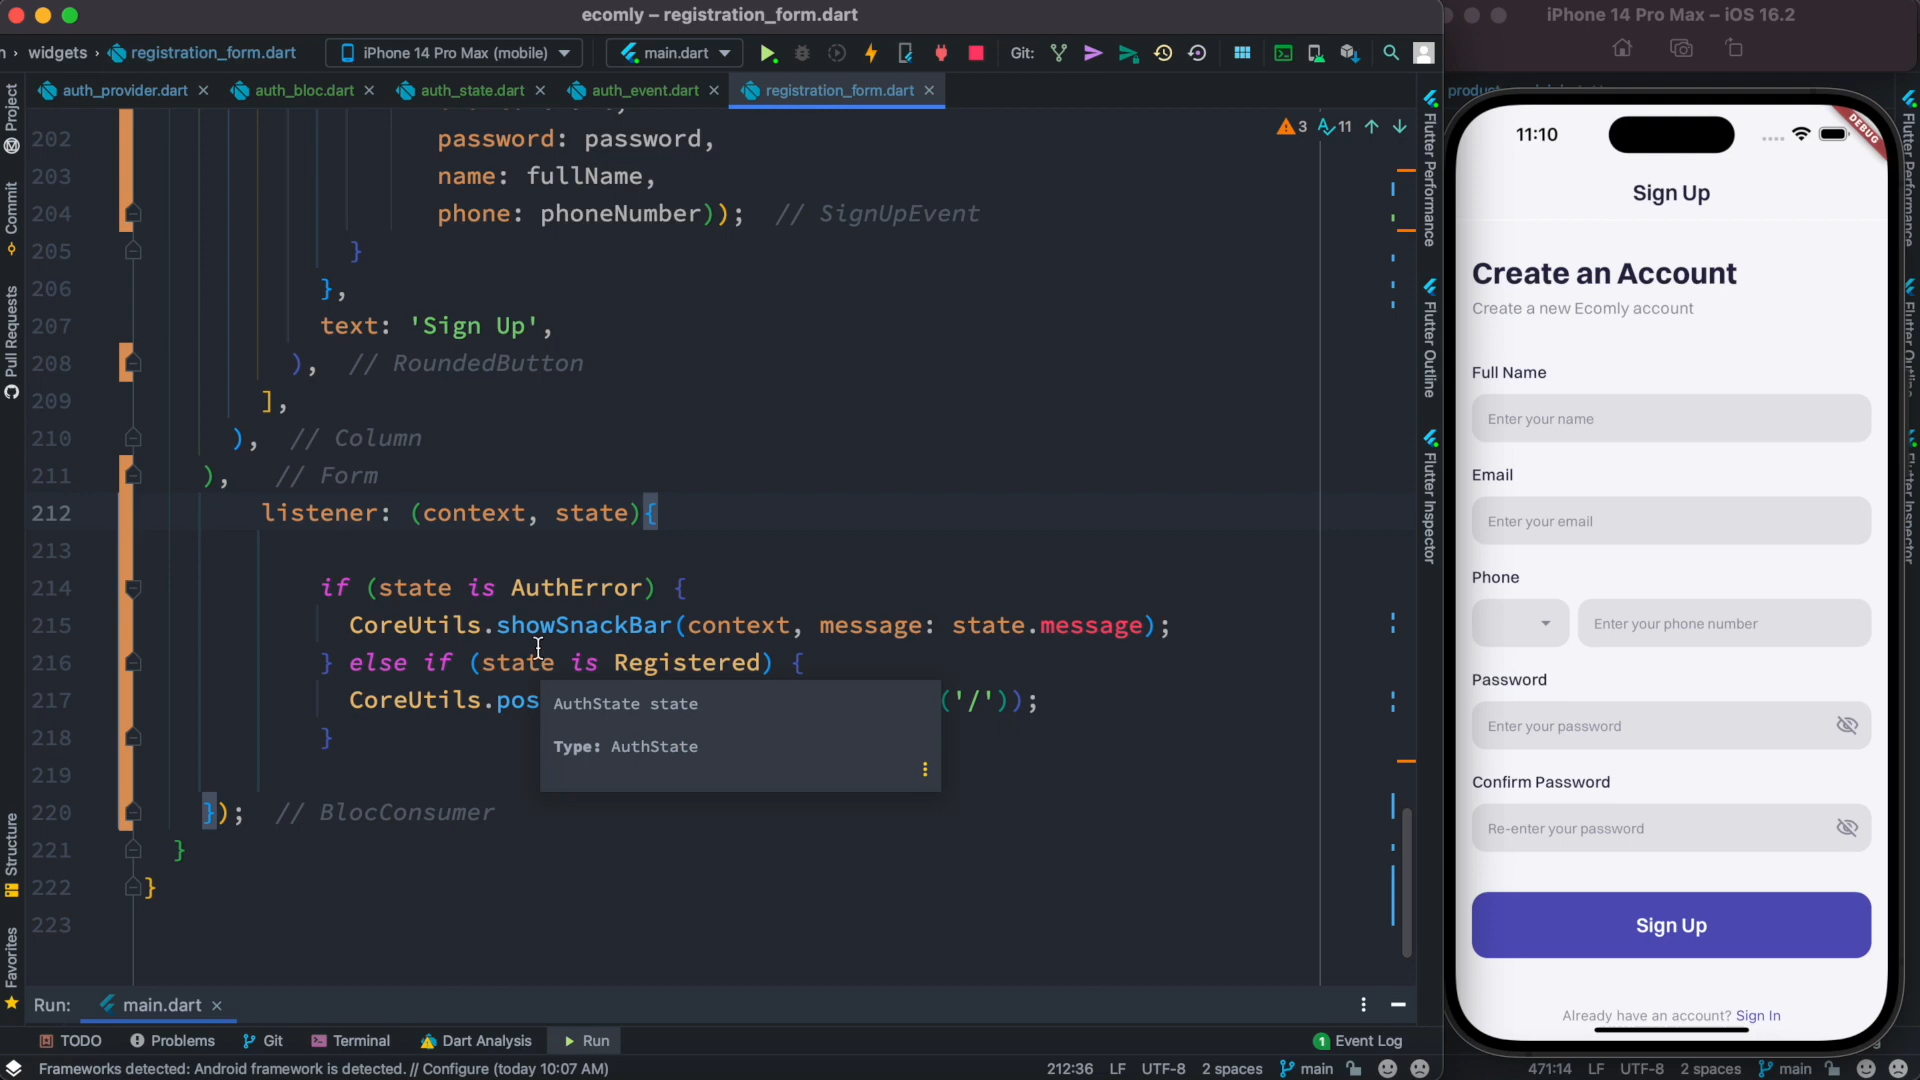 ecomly – registration_form.dart
widgets › registration_form.dart
iPhone 14 Pro Max (mobile)
main.dart
Git:
auth_provider.dart
auth_bloc.dart
auth_state.dart
auth_event.dart
registration_form.dart
3 11
Project
Commit
Pull Requests
Structure
Favorites
202 password: password,
203 name: fullName,
204 phone: phoneNumber)); // SignUpEvent
205 }
206 },
207 text: 'Sign Up',
208 ), // RoundedButton
209 ],
210 ), // Column
211 ), // Form
212 listener: (context, state){
213
214 if (state is AuthError) {
215 CoreUtils.showSnackBar(context, message: state.message);
216 } else if (state is Registered) {
217 CoreUtils.pos ('/'));
218 }
219
220 }); // BlocConsumer
221 }
222 }
223
AuthState state
Type: AuthState
Flutter Performance
Flutter Outline
Flutter Inspector
Run: main.dart
TODO
Problems
Git
Terminal
Dart Analysis
Run
1 Event Log
Frameworks detected: Android framework is detected. // Configure (today 10:07 AM)
212:36 LF UTF-8 2 spaces main
iPhone 14 Pro Max – iOS 16.2
product
11:10
DEBUG
Sign Up
Create an Account
Create a new Ecomly account
Full Name
Enter your name
Email
Enter your email
Phone
Enter your phone number
Password
Enter your password
Confirm Password
Re-enter your password
Sign Up
Already have an account? Sign In
471:14 LF UTF-8 2 spaces main